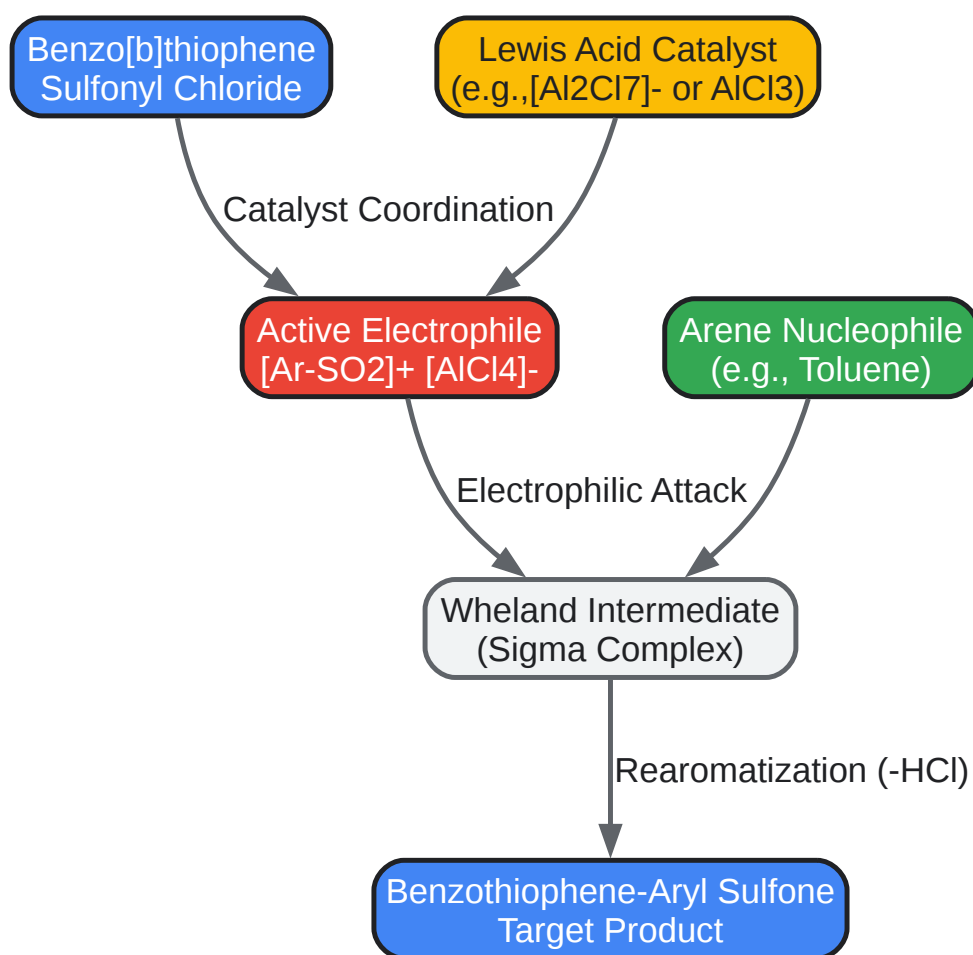 Benzo[b]thiophene
Sulfonyl Chloride
Lewis Acid Catalyst
(e.g.,[Al2Cl7]- or AlCl3)
Catalyst Coordination
Active Electrophile
[Ar-SO2]+ [AlCl4]-
Arene Nucleophile
(e.g., Toluene)
Electrophilic Attack
Wheland Intermediate
(Sigma Complex)
Rearomatization (-HCl)
Benzothiophene-Aryl Sulfone
Target Product